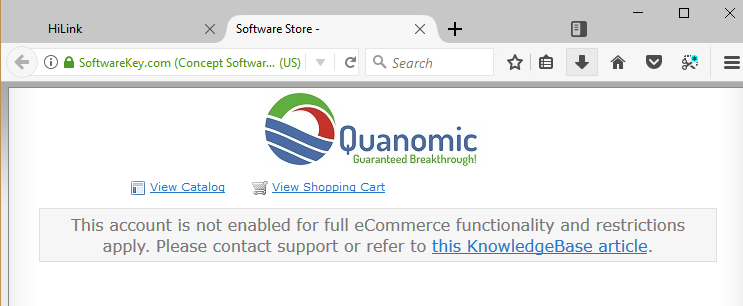 HiLink
Software Store -
SoftwareKey.com (Concept Softwar... (US)
Search
Quanomic
Guaranteed Breakthrough!
View Catalog
View Shopping Cart
This account is not enabled for full eCommerce functionality and restrictions
apply. Please contact support or refer to this KnowledgeBase article.